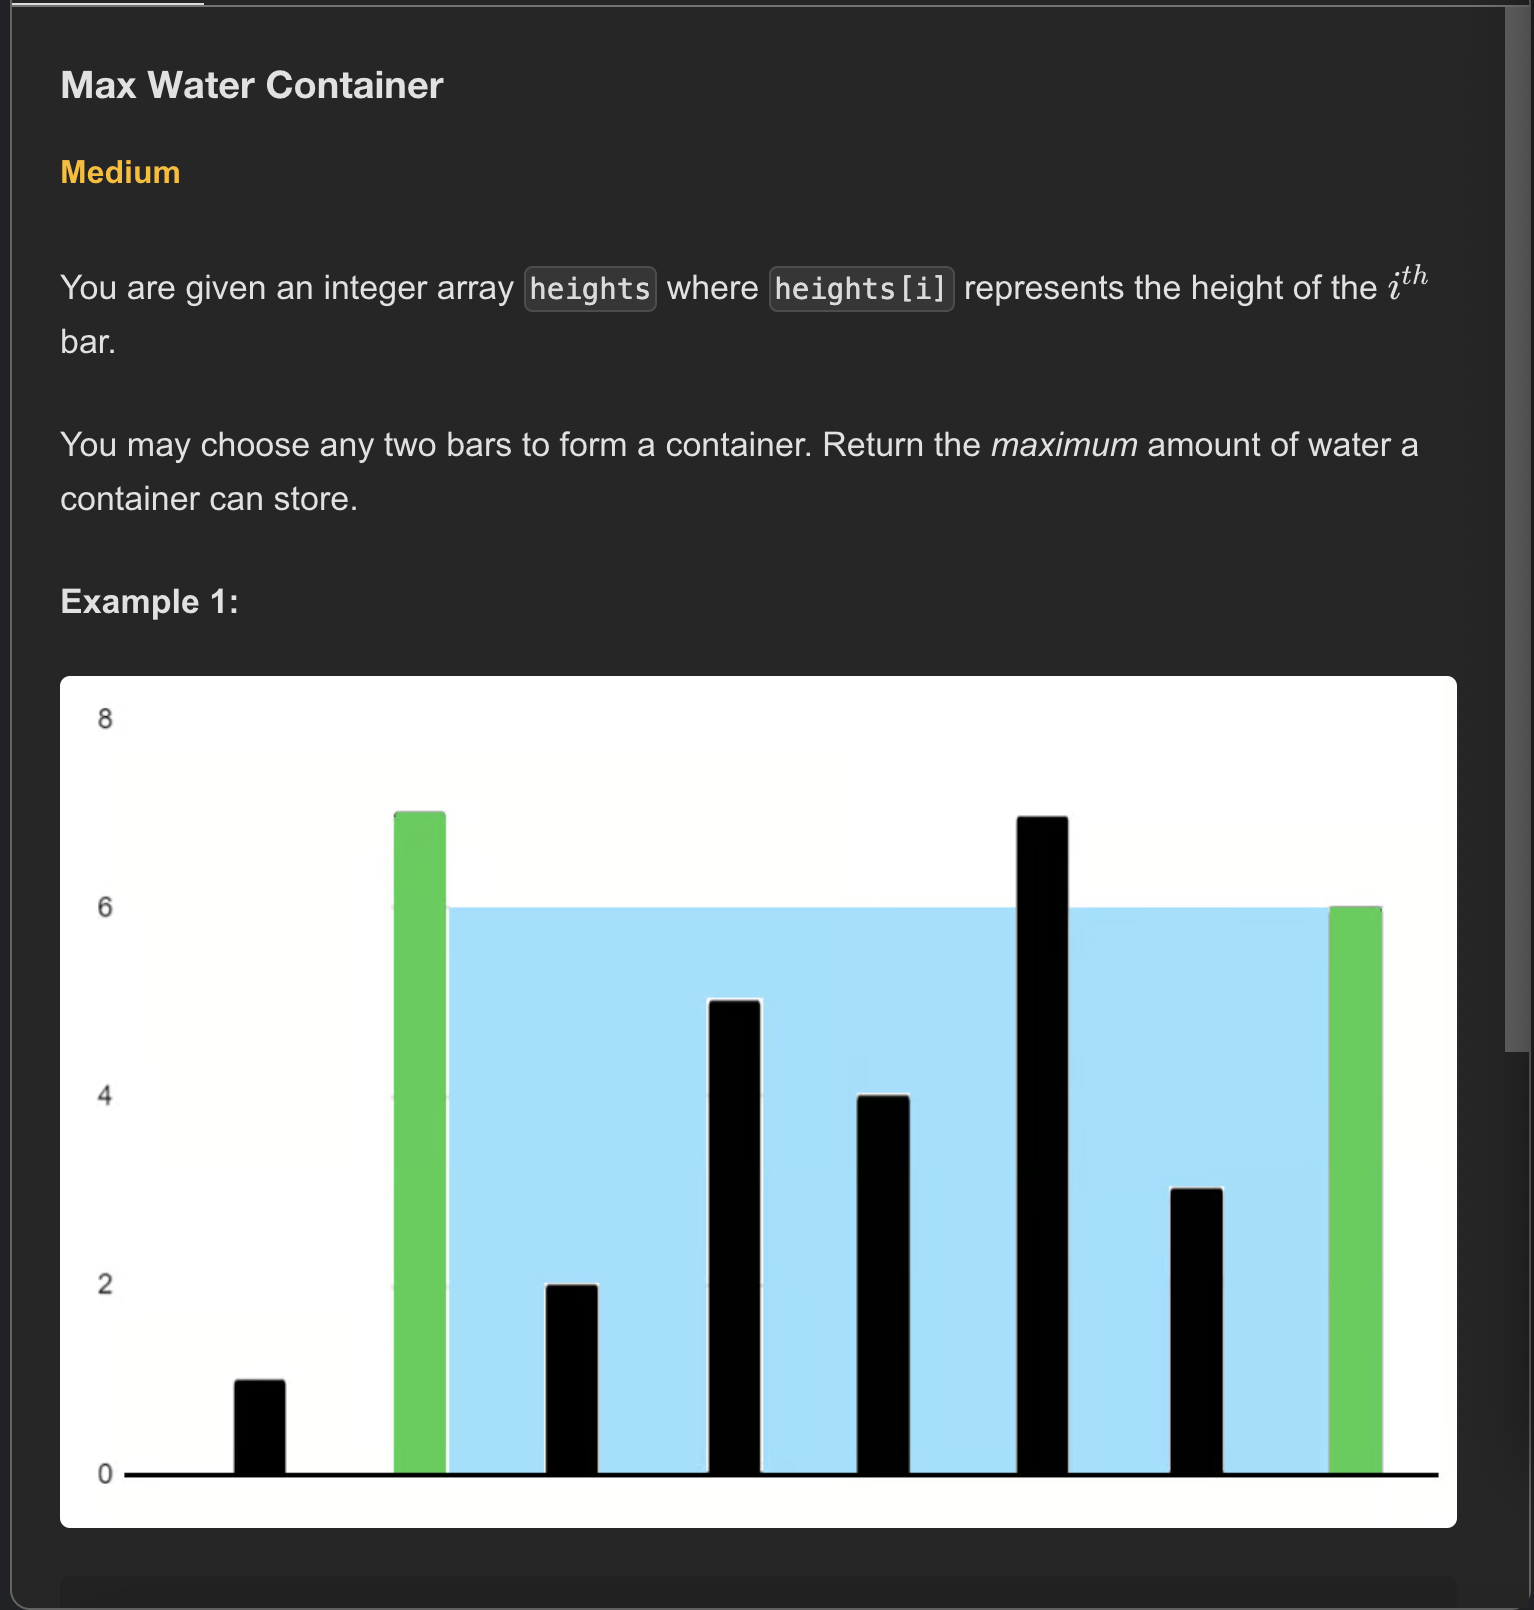 Max Water Container
Medium
You are given an integer array heights where heights[i] represents the height of the i^th
bar.
You may choose any two bars to form a container. Return the maximum amount of water a
container can store.
Example 1:
8
6
4
2
0